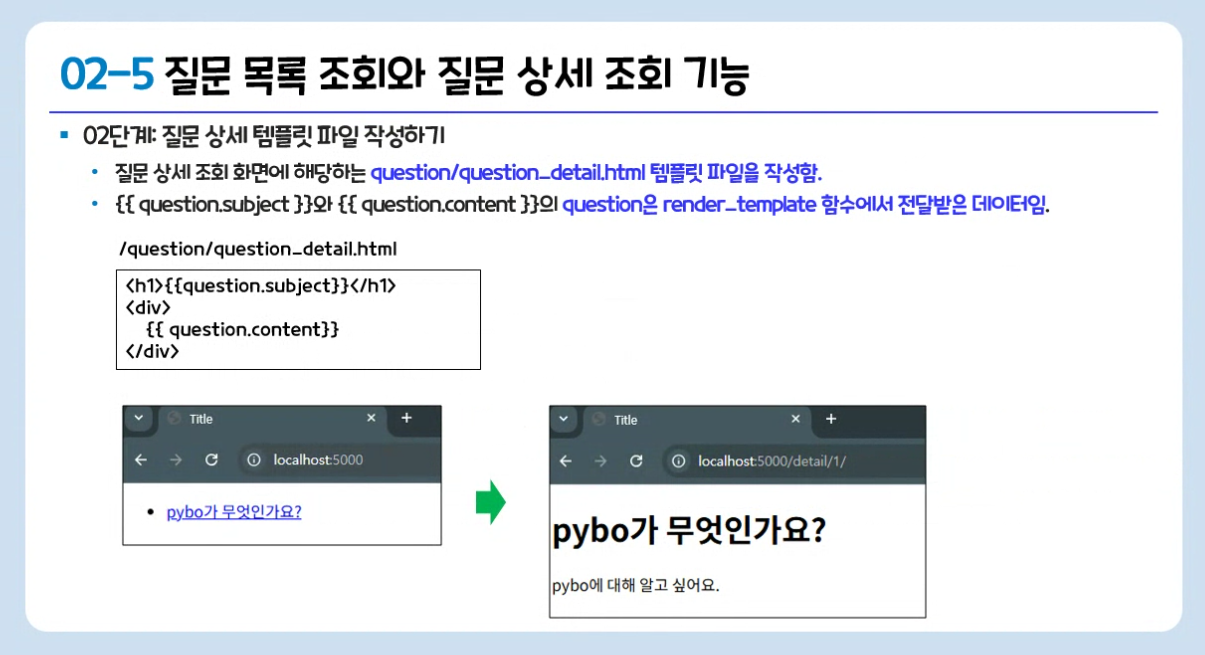 02-5 질문 목록 조회와 질문 상세 조회 기능
02단계: 질문 상세 템플릿 파일 작성하기
질문 상세 조회 화면에 해당하는 question/question_detail.html 템플릿 파일을 작성함.
{{ question.subject }}와 {{ question.content }}의 question은 render_template 함수에서 전달받은 데이터임.
/question/question_detail.html
<h1>{{question.subject}}</h1>
<div>
{{ question.content}}
</div>
Title
localhost:5000
pybo가 무엇인가요?
Title
localhost:5000/detail/1/
pybo가 무엇인가요?
pybo에 대해 알고 싶어요.